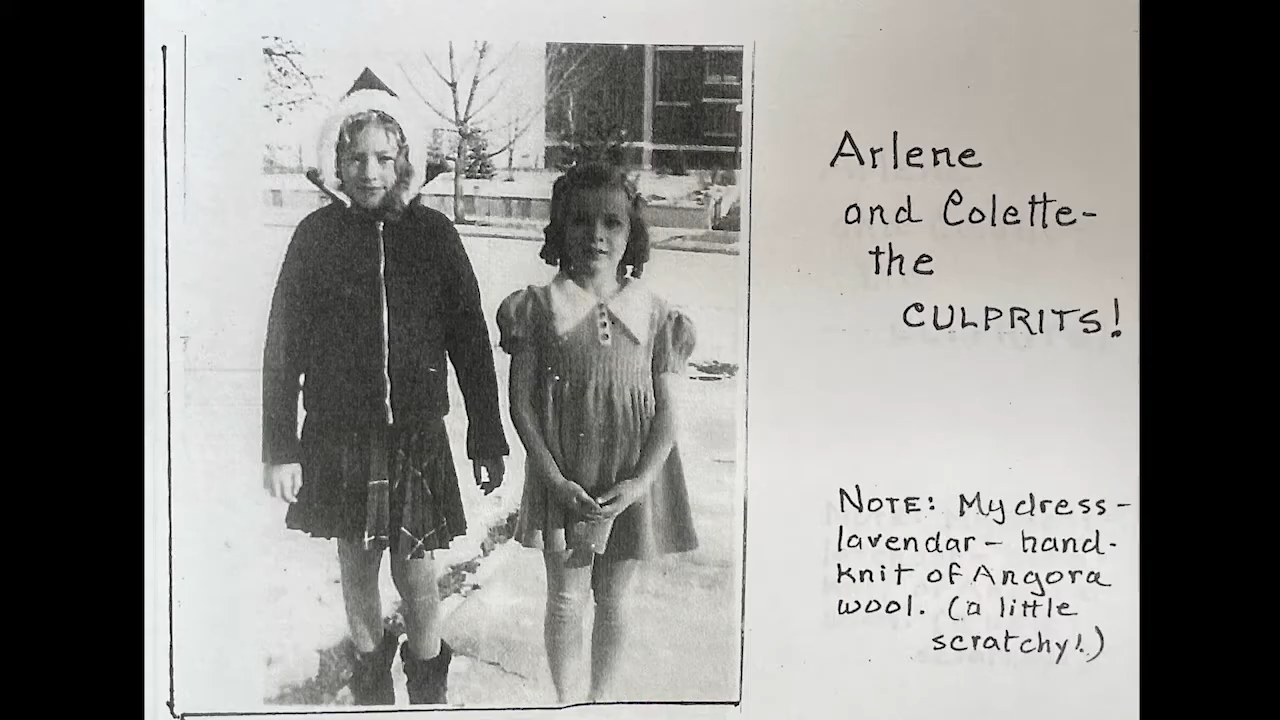 Arlene
and Colette-
the
CULPRITS!
NOTE: My dress-
lavendar - hand-
knit of Angora
wool. (a little
scratchy!)